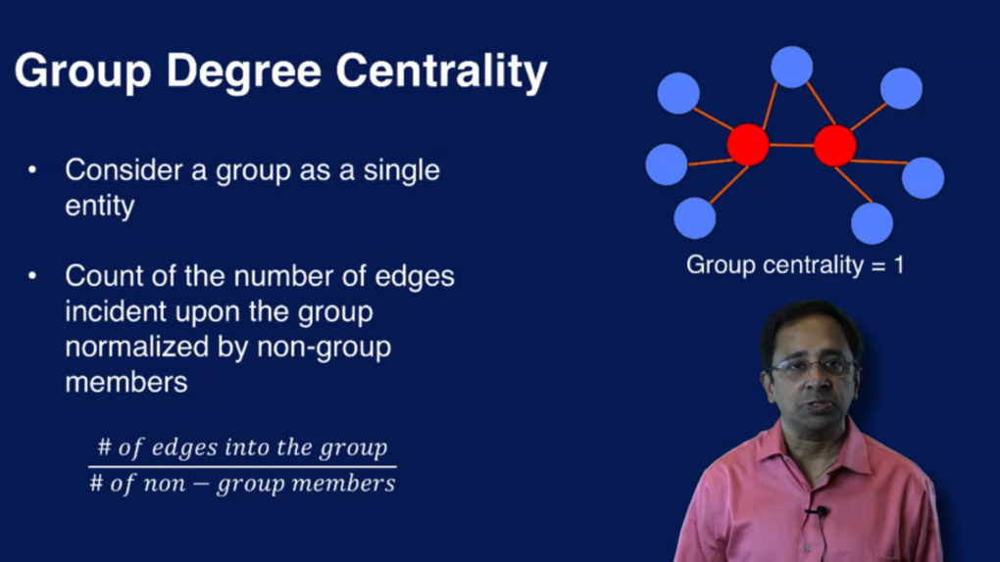 Group Degree Centrality
• Consider a group as a single
entity
• Count of the number of edges
incident upon the group
normalized by non-group
members
# of edges into the group
# of non − group members
Group centrality = 1